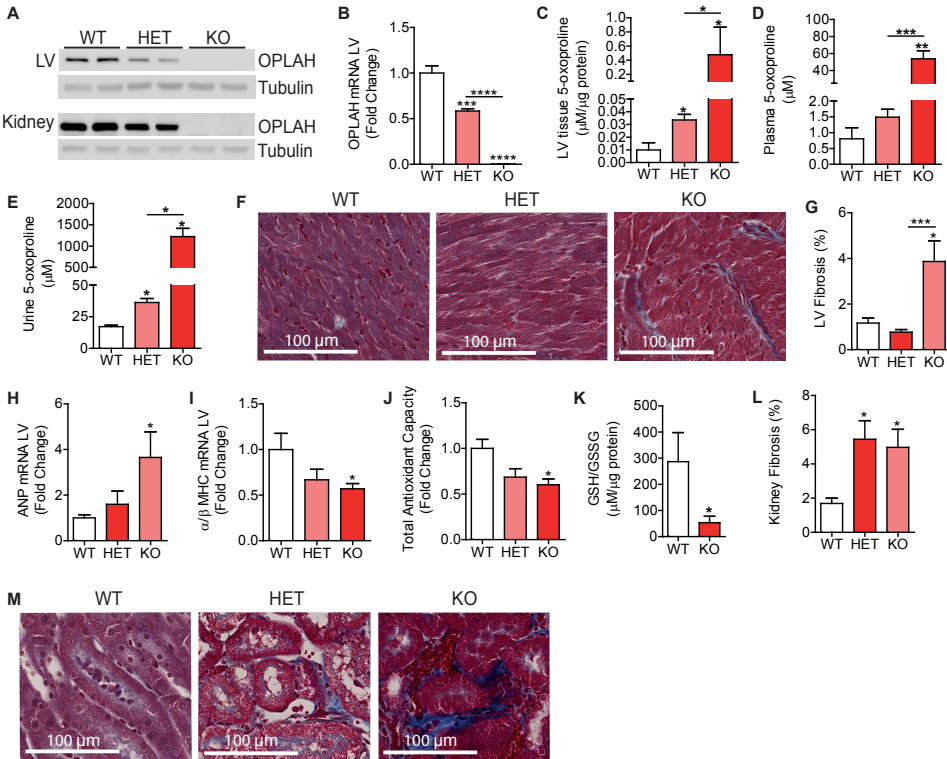 A
WT HET KO
LV OPLAH
Tubulin
Kidney OPLAH
Tubulin
B
OPLAH mRNA LV
(Fold Change)
1.5
1.0
0.5
0.0
***
****
****
WT HET KO
C
LV tissue 5-oxoproline
(µM/µg protein)
1.0
0.8
0.6
0.4
0.2
0.05
0.04
0.03
0.02
0.01
0.00
*
*
*
WT HET KO
D
Plasma 5-oxoproline
(µM)
100
80
60
40
20
2.0
1.5
1.0
0.5
0.0
***
**
WT HET KO
E
Urine 5-oxoproline
(µM)
2000
1500
1000
500
50
25
0
*
*
*
WT HET KO
F
WT HET KO
100 µm 100 µm 100 µm
G
LV Fibrosis (%)
6
4
2
0
***
*
WT HET KO
H
ANP mRNA LV
(Fold Change)
6
4
2
0
*
WT HET KO
I
α/β MHC mRNA LV
(Fold Change)
1.5
1.0
0.5
0.0
*
WT HET KO
J
Total Antioxidant Capacity
(Fold Change)
1.5
1.0
0.5
0.0
*
WT HET KO
K
GSH/GSSG
(µM/µg protein)
500
400
300
200
100
0
*
WT KO
L
Kidney Fibrosis (%)
8
6
4
2
0
* *
WT HET KO
M
WT HET KO
100 µm 100 µm 100 µm